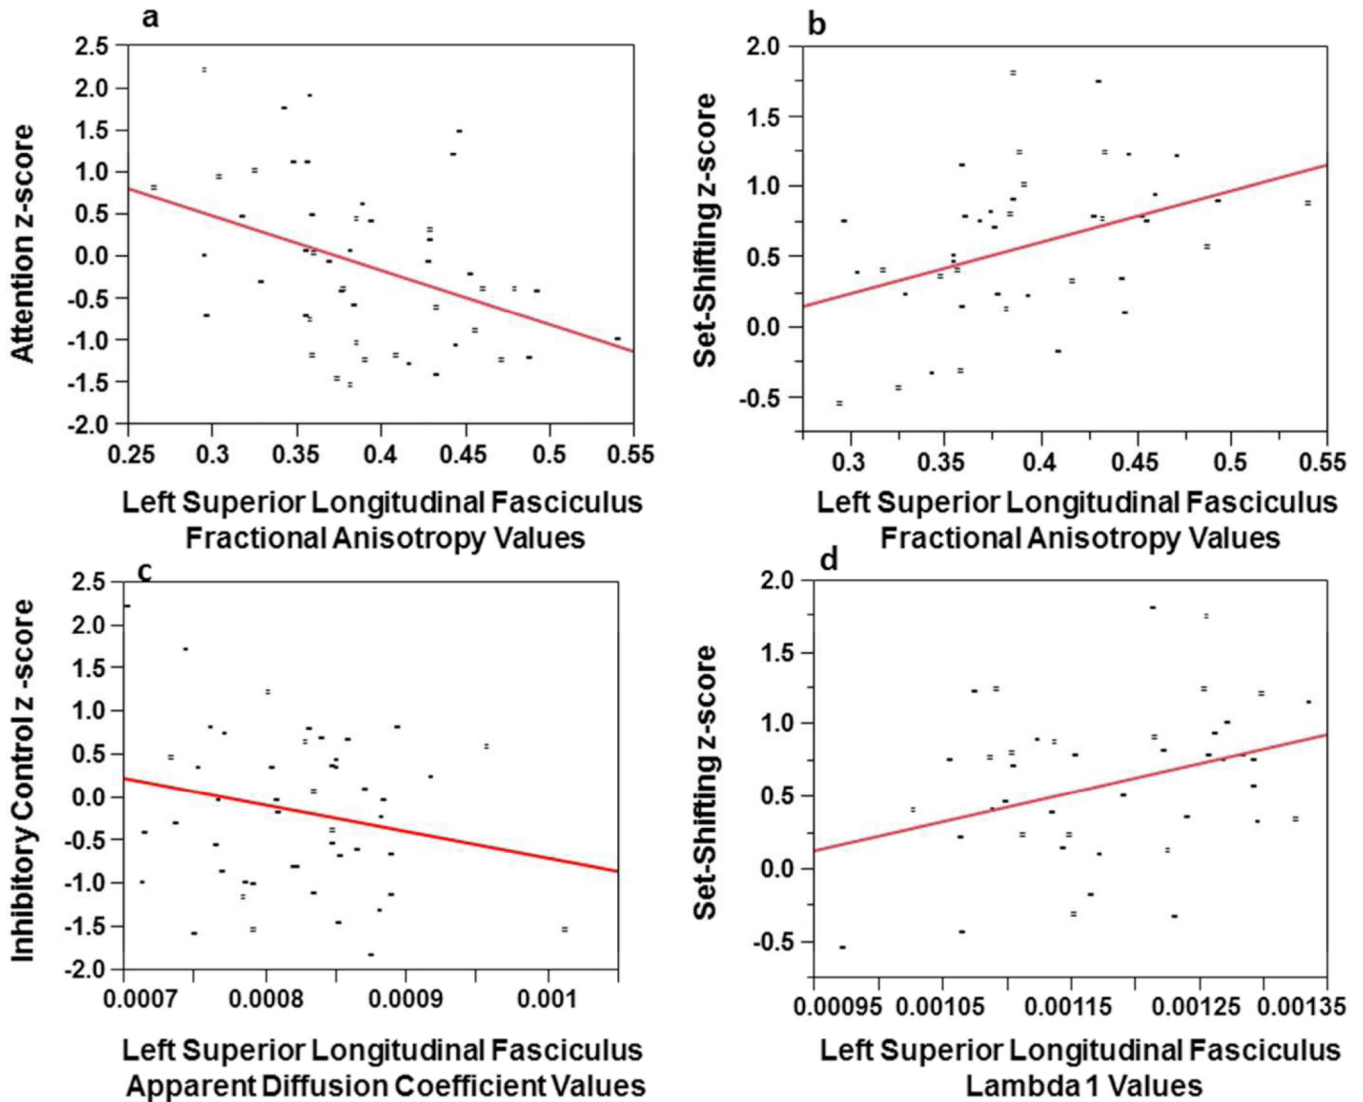 a
2.5
2.0
1.5
1.0
0.5
0.0
-0.5
-1.0
-1.5
-2.0
Attention z-score
0.25 0.3 0.35 0.4 0.45 0.5 0.55
Left Superior Longitudinal Fasciculus
Fractional Anisotropy Values
b
2.0
1.5
1.0
0.5
0.0
-0.5
Set-Shifting z-score
0.3 0.35 0.4 0.45 0.5 0.55
Left Superior Longitudinal Fasciculus
Fractional Anisotropy Values
c
2.5
2.0
1.5
1.0
0.5
0.0
-0.5
-1.0
-1.5
-2.0
Inhibitory Control z -score
0.0007 0.0008 0.0009 0.001
Left Superior Longitudinal Fasciculus
Apparent Diffusion Coefficient Values
d
2.0
1.5
1.0
0.5
0.0
-0.5
Set-Shifting z-score
0.00095 0.00105 0.00115 0.00125 0.00135
Left Superior Longitudinal Fasciculus
Lambda 1 Values